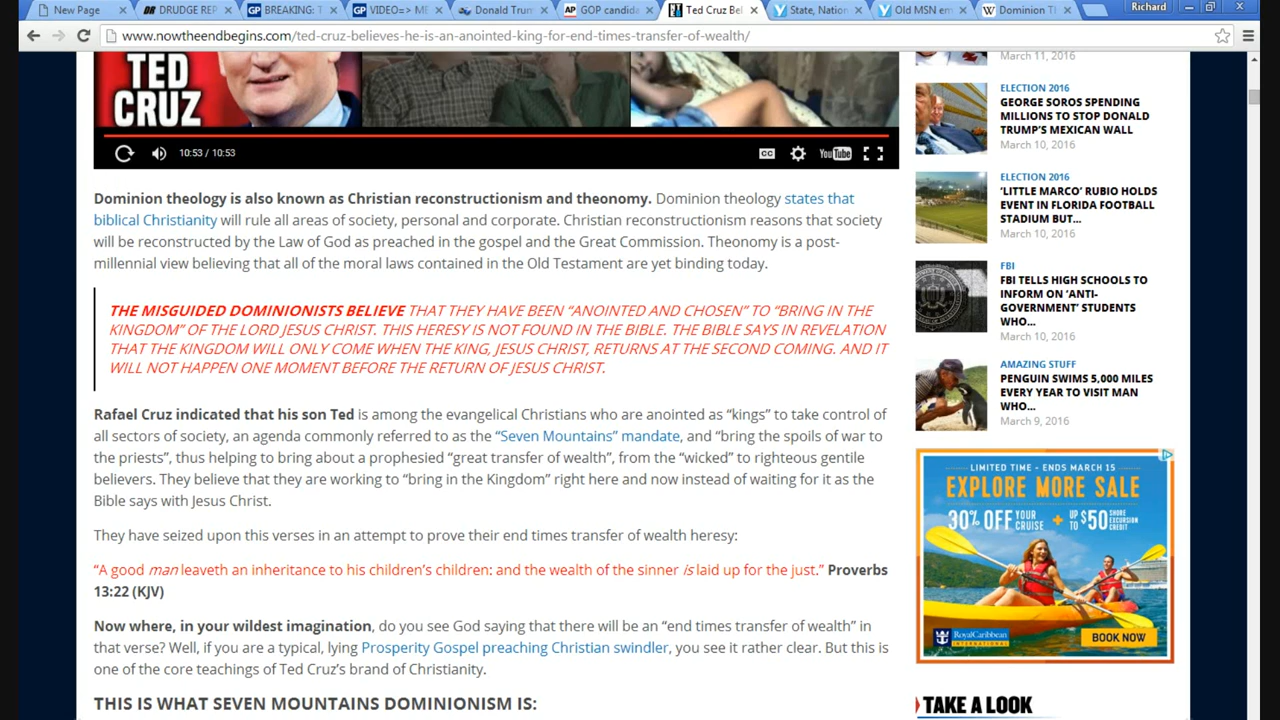 New Page
DRUDGE REP
BREAKING: T
VIDEO=> ME
Donald Trum
GOP candida
Ted Cruz Bel
State, Nation
Old MSN em
Dominion Th
Richard
www.nowtheendbegins.com/ted-cruz-believes-he-is-an-anointed-king-for-end-times-transfer-of-wealth/
TED
CRUZ
10:53 / 10:53
CC
YouTube
Dominion theology is also known as Christian reconstructionism and theonomy. Dominion theology states that
biblical Christianity will rule all areas of society, personal and corporate. Christian reconstructionism reasons that society
will be reconstructed by the Law of God as preached in the gospel and the Great Commission. Theonomy is a post-
millennial view believing that all of the moral laws contained in the Old Testament are yet binding today.
THE MISGUIDED DOMINIONISTS BELIEVE THAT THEY HAVE BEEN “ANOINTED AND CHOSEN” TO “BRING IN THE
KINGDOM” OF THE LORD JESUS CHRIST. THIS HERESY IS NOT FOUND IN THE BIBLE. THE BIBLE SAYS IN REVELATION
THAT THE KINGDOM WILL ONLY COME WHEN THE KING, JESUS CHRIST, RETURNS AT THE SECOND COMING. AND IT
WILL NOT HAPPEN ONE MOMENT BEFORE THE RETURN OF JESUS CHRIST.
Rafael Cruz indicated that his son Ted is among the evangelical Christians who are anointed as “kings” to take control of
all sectors of society, an agenda commonly referred to as the “Seven Mountains” mandate, and “bring the spoils of war to
the priests”, thus helping to bring about a prophesied “great transfer of wealth”, from the “wicked” to righteous gentile
believers. They believe that they are working to “bring in the Kingdom” right here and now instead of waiting for it as the
Bible says with Jesus Christ.
They have seized upon this verses in an attempt to prove their end times transfer of wealth heresy:
“A good man leaveth an inheritance to his children’s children: and the wealth of the sinner is laid up for the just.” Proverbs
13:22 (KJV)
Now where, in your wildest imagination, do you see God saying that there will be an “end times transfer of wealth” in
that verse? Well, if you are cynical, lying Prosperity Gospel preaching Christian swindler, you see it rather clear. But this is
one of the core teachings of Ted Cruz’s brand of Christianity.
THIS IS WHAT SEVEN MOUNTAINS DOMINIONISM IS:
March 11, 2016
ELECTION 2016
GEORGE SOROS SPENDING
MILLIONS TO STOP DONALD
TRUMP’S MEXICAN WALL
March 10, 2016
ELECTION 2016
‘LITTLE MARCO’ RUBIO HOLDS
EVENT IN FLORIDA FOOTBALL
STADIUM BUT...
March 10, 2016
FBI
FBI TELLS HIGH SCHOOLS TO
INFORM ON ‘ANTI-
GOVERNMENT’ STUDENTS
WHO...
March 10, 2016
AMAZING STUFF
PENGUIN SWIMS 5,000 MILES
EVERY YEAR TO VISIT MAN
WHO...
March 9, 2016
LIMITED TIME - ENDS MARCH 15
EXPLORE MORE SALE
30% OFF YOUR CRUISE + UP TO $50 SHORE EXCURSION CREDIT
RoyalCaribbean
INTERNATIONAL
BOOK NOW
TAKE A LOOK